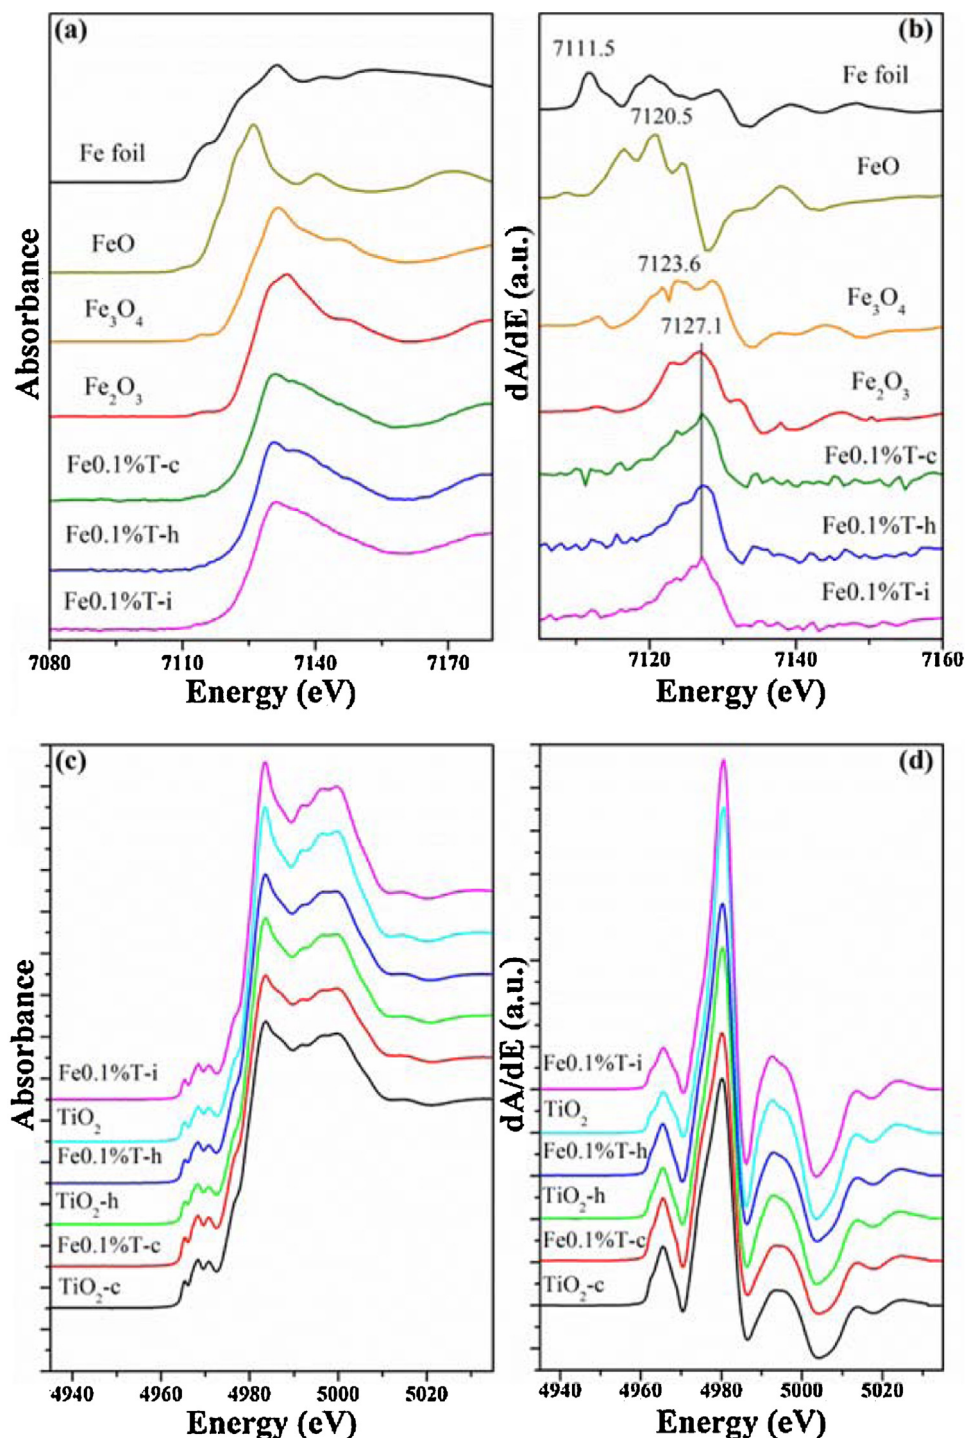 (a)
Fe foil
FeO
Fe3O4
Fe2O3
Fe0.1%T-c
Fe0.1%T-h
Fe0.1%T-i
Absorbance
7080 7110 7140 7170
Energy (eV)
(b)
7111.5
Fe foil
7120.5
FeO
7123.6
Fe3O4
7127.1
Fe2O3
Fe0.1%T-c
Fe0.1%T-h
Fe0.1%T-i
dA/dE (a.u.)
7120 7140 7160
Energy (eV)
(c)
Fe0.1%T-i
TiO2
Fe0.1%T-h
TiO2-h
Fe0.1%T-c
TiO2-c
Absorbance
4940 4960 4980 5000 5020
Energy (eV)
(d)
Fe0.1%T-i
TiO2
Fe0.1%T-h
TiO2-h
Fe0.1%T-c
TiO2-c
dA/dE (a.u.)
4940 4960 4980 5000 5020
Energy (eV)